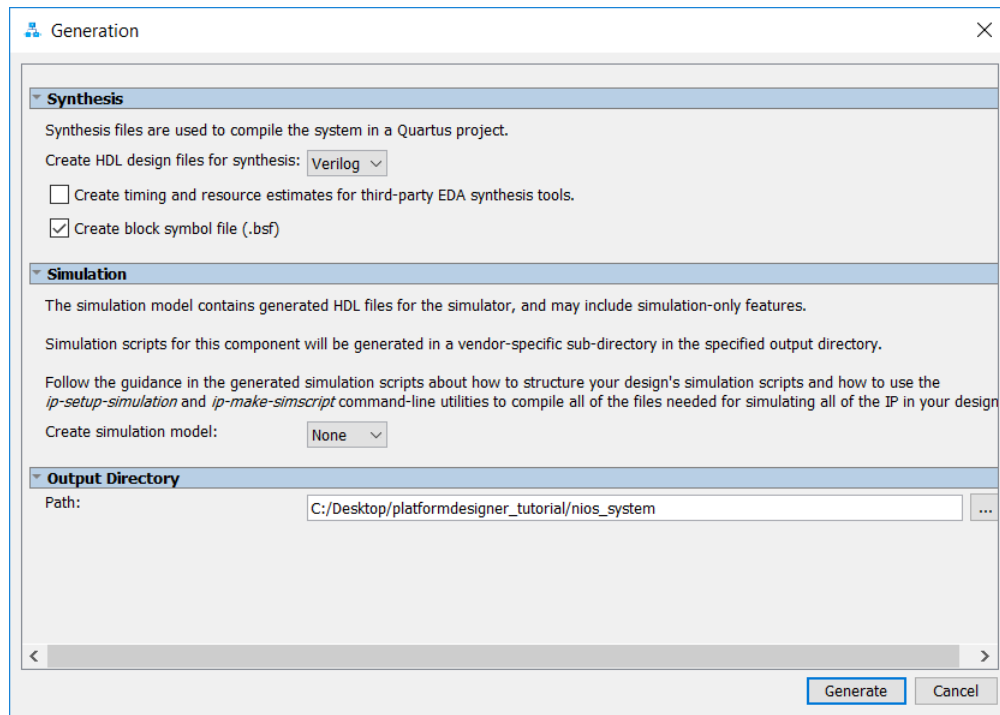 Generation
Synthesis
Synthesis files are used to compile the system in a Quartus project.
Create HDL design files for synthesis: Verilog
Create timing and resource estimates for third-party EDA synthesis tools.
Create block symbol file (.bsf)
Simulation
The simulation model contains generated HDL files for the simulator, and may include simulation-only features.
Simulation scripts for this component will be generated in a vendor-specific sub-directory in the specified output directory.
Follow the guidance in the generated simulation scripts about how to structure your design's simulation scripts and how to use the
ip-setup-simulation and ip-make-simscript command-line utilities to compile all of the files needed for simulating all of the IP in your design
Create simulation model: None
Output Directory
Path: C:/Desktop/platformdesigner_tutorial/nios_system ...
Generate Cancel